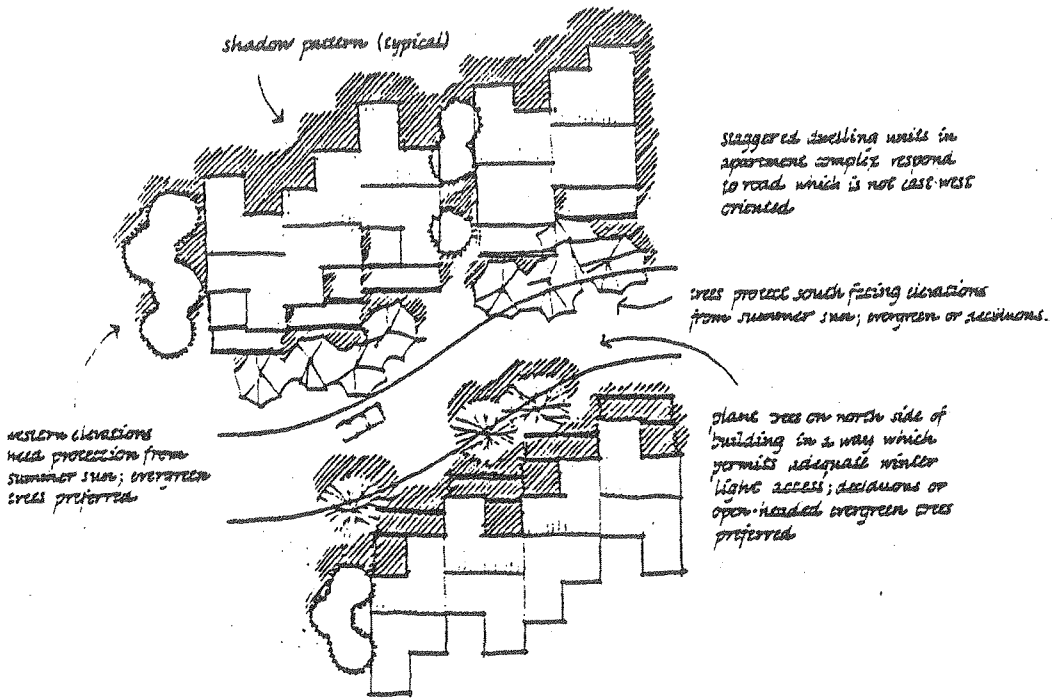 shadow pattern (typical)
staggered dwelling units in
apartment complex respond
to road which is not east-west
oriented
trees protect south facing elevations
from summer sun; evergreen or deciduous.
plant trees on north side of
building in a way which
permits adequate winter
light access; deciduous or
open-headed evergreen trees
preferred
western elevations
need protection from
summer sun; evergreen
trees preferred